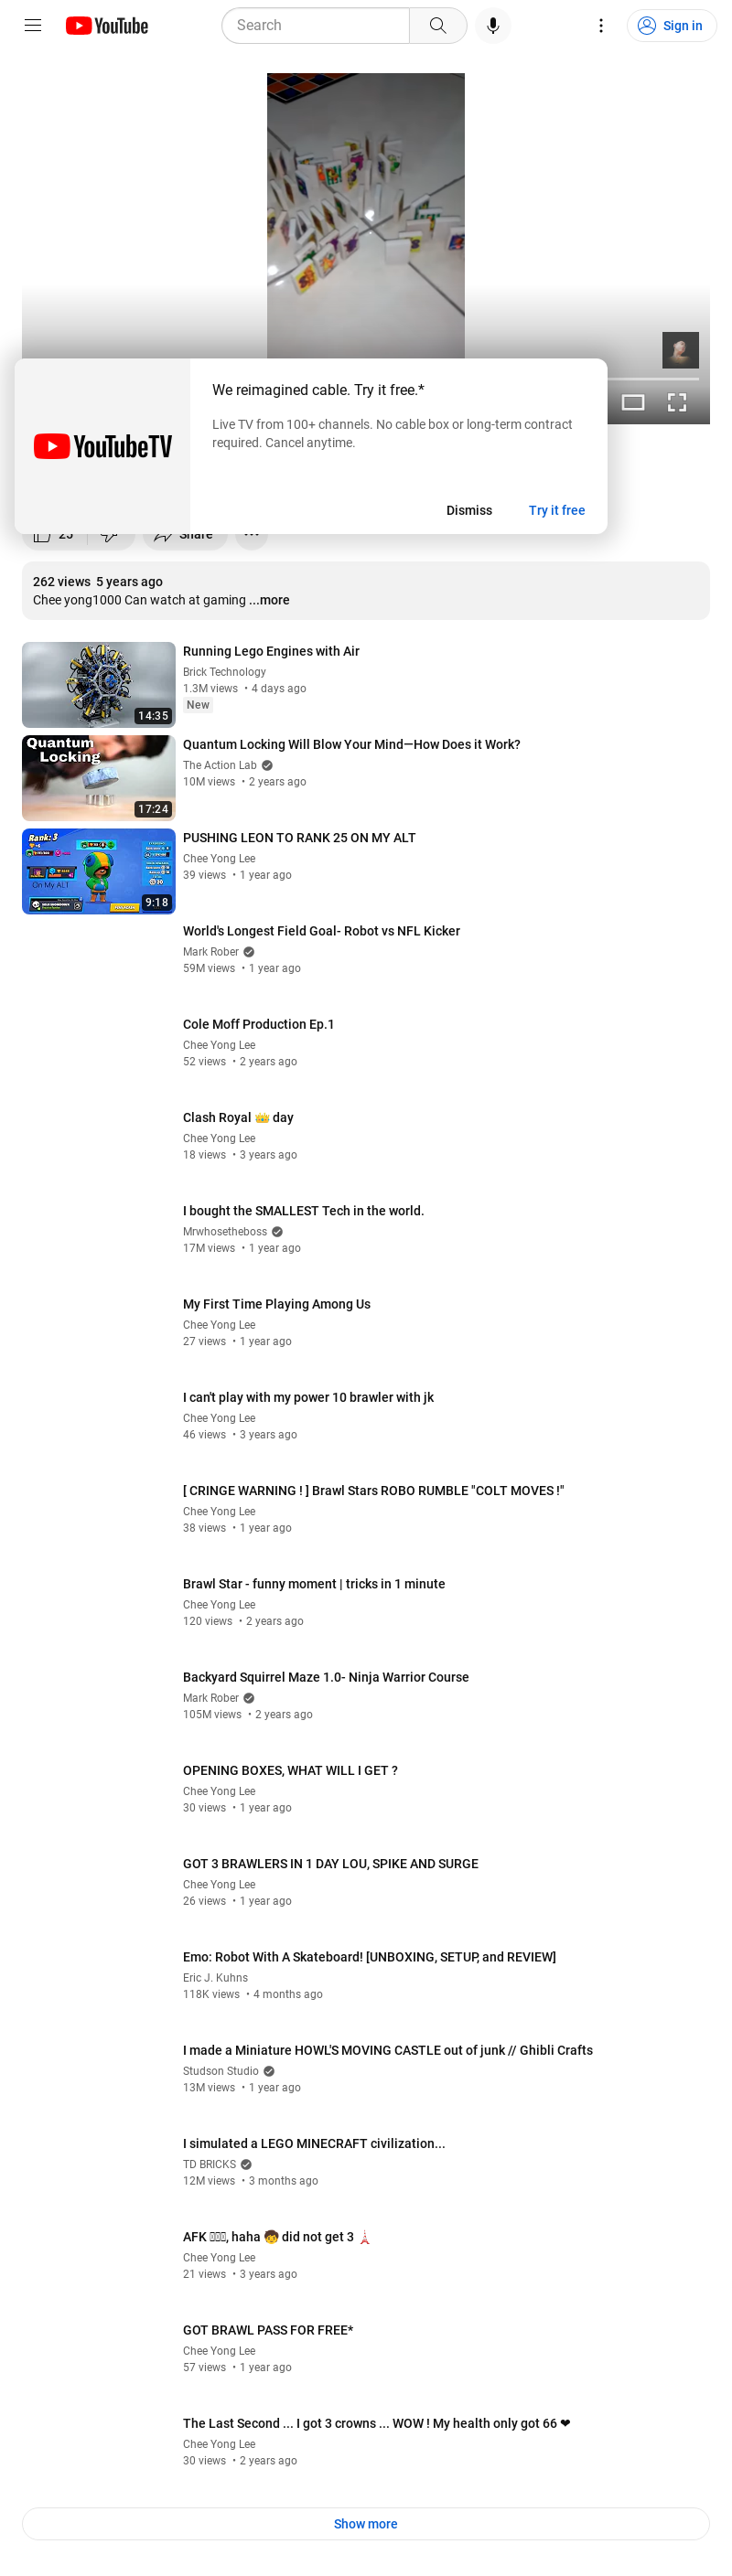 YouTube
Search
Sign in
We reimagined cable. Try it free.*
Live TV from 100+ channels. No cable box or long-term contract
required. Cancel anytime.
YouTubeTV
Dismiss
Try it free
25
Share
262 views 5 years ago
Chee yong1000 Can watch at gaming ...more
Running Lego Engines with Air
Brick Technology
1.3M views • 4 days ago
New
14:35
Quantum Locking Will Blow Your Mind—How Does it Work?
The Action Lab
10M views • 2 years ago
Quantum
Locking
17:24
PUSHING LEON TO RANK 25 ON MY ALT
Chee Yong Lee
39 views • 1 year ago
Rank: 3
On My ALT
9:18
World's Longest Field Goal- Robot vs NFL Kicker
Mark Rober
59M views • 1 year ago
Cole Moff Production Ep.1
Chee Yong Lee
52 views • 2 years ago
Clash Royal 👑 day
Chee Yong Lee
18 views • 3 years ago
I bought the SMALLEST Tech in the world.
Mrwhosetheboss
17M views • 1 year ago
My First Time Playing Among Us
Chee Yong Lee
27 views • 1 year ago
I can't play with my power 10 brawler with jk
Chee Yong Lee
46 views • 3 years ago
[ CRINGE WARNING ! ] Brawl Stars ROBO RUMBLE "COLT MOVES !"
Chee Yong Lee
38 views • 1 year ago
Brawl Star - funny moment | tricks in 1 minute
Chee Yong Lee
120 views • 2 years ago
Backyard Squirrel Maze 1.0- Ninja Warrior Course
Mark Rober
105M views • 2 years ago
OPENING BOXES, WHAT WILL I GET ?
Chee Yong Lee
30 views • 1 year ago
GOT 3 BRAWLERS IN 1 DAY LOU, SPIKE AND SURGE
Chee Yong Lee
26 views • 1 year ago
Emo: Robot With A Skateboard! [UNBOXING, SETUP, and REVIEW]
Eric J. Kuhns
118K views • 4 months ago
I made a Miniature HOWL'S MOVING CASTLE out of junk // Ghibli Crafts
Studson Studio
13M views • 1 year ago
I simulated a LEGO MINECRAFT civilization...
TD BRICKS
12M views • 3 months ago
AFK , haha 🧒 did not get 3 🗼
Chee Yong Lee
21 views • 3 years ago
GOT BRAWL PASS FOR FREE*
Chee Yong Lee
57 views • 1 year ago
The Last Second ... I got 3 crowns ... WOW ! My health only got 66 ❤
Chee Yong Lee
30 views • 2 years ago
Show more